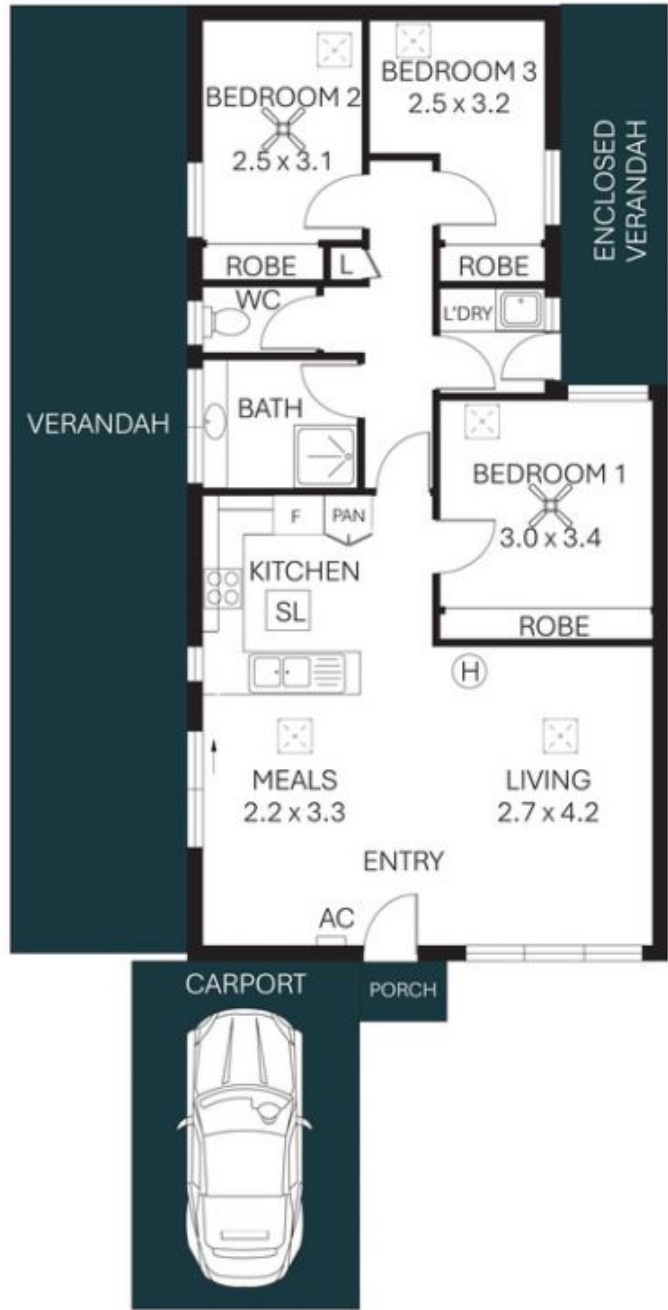 BEDROOM 2
2.5 x 3.1
BEDROOM 3
2.5 x 3.2
ENCLOSED
VERANDAH
ROBE
L
ROBE
WC
L'DRY
VERANDAH
BATH
BEDROOM 1
3.0 x 3.4
F
PAN
KITCHEN
SL
ROBE
H
MEALS
2.2 x 3.3
LIVING
2.7 x 4.2
ENTRY
AC
CARPORT
PORCH